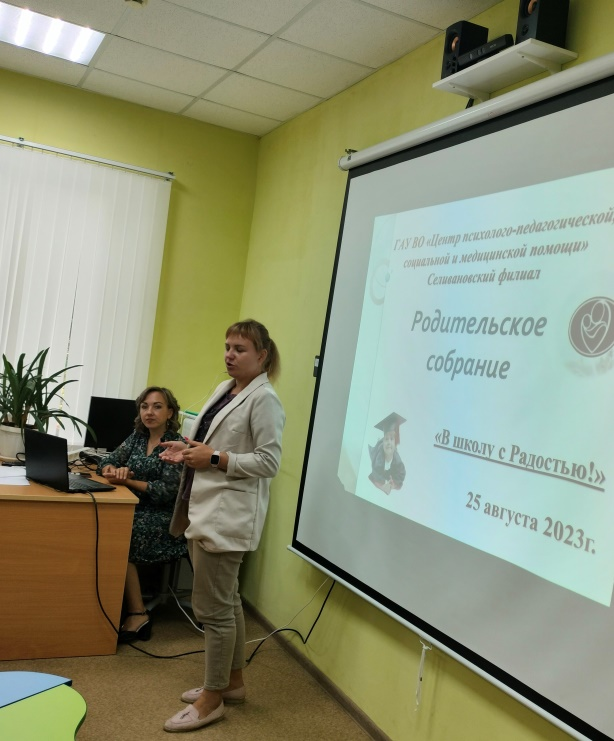 ГАУ ВО «Центр психолого-педагогической,
социальной и медицинской помощи»
Селивановский филиал
Родительское
собрание
«В школу с Радостью!»
25 августа 2023г.